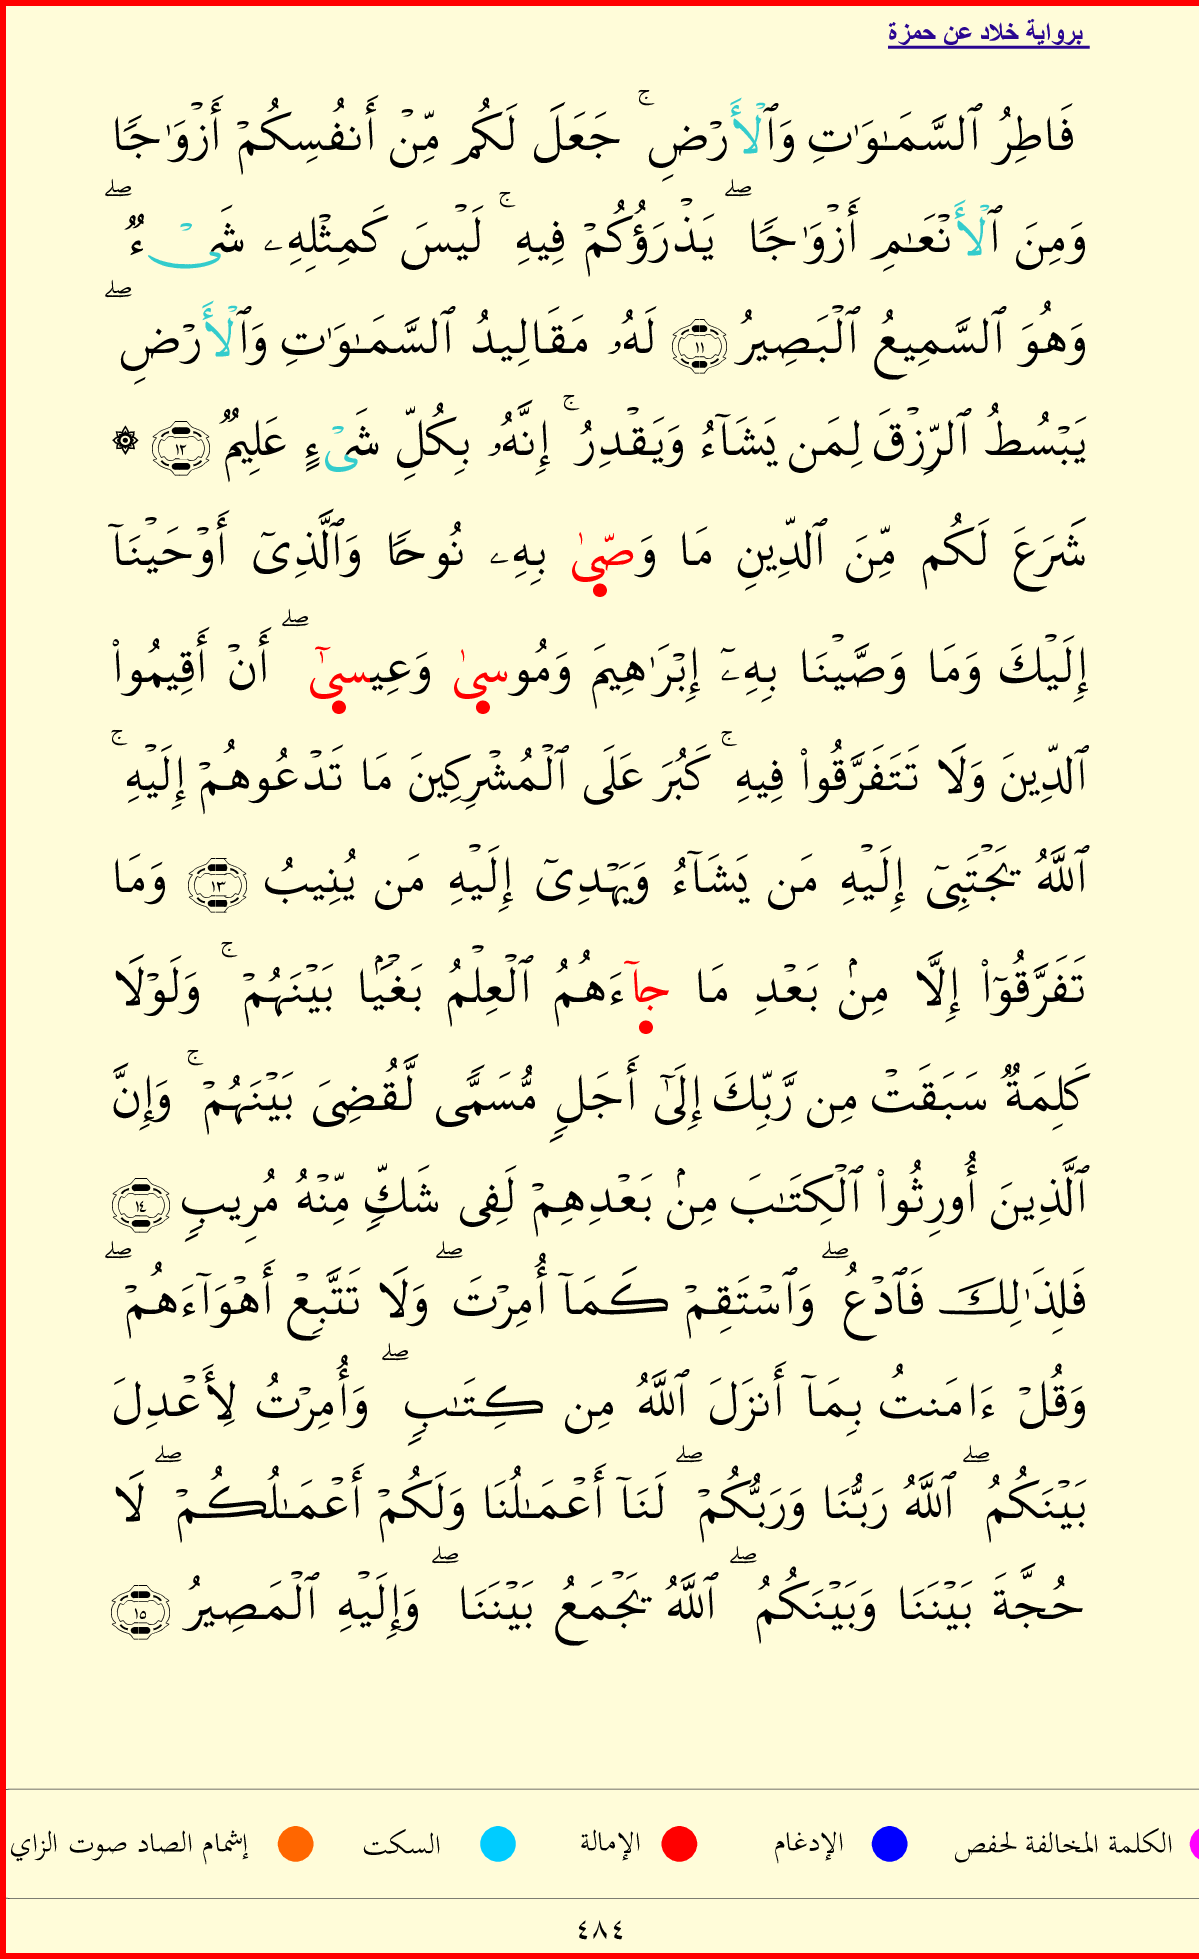 برواية خلاد عن حمزة
فَاطِرُ ٱلسَّمَٰوَٰتِ وَٱلۡأَرۡضِۚ جَعَلَ لَكُم مِّنۡ أَنفُسِكُمۡ أَزۡوَٰجٗا
وَمِنَ ٱلۡأَنۡعَٰمِ أَزۡوَٰجٗاۖ يَذۡرَؤُكُمۡ فِيهِۚ لَيۡسَ كَمِثۡلِهِۦ شَيۡءٞۖ
وَهُوَ ٱلسَّمِيعُ ٱلۡبَصِيرُ ١١ لَهُۥ مَقَالِيدُ ٱلسَّمَٰوَٰتِ وَٱلۡأَرۡضِۖ
يَبۡسُطُ ٱلرِّزۡقَ لِمَن يَشَآءُ وَيَقۡدِرُۚ إِنَّهُۥ بِكُلِّ شَيۡءٍ عَلِيمٞ ١٢ ۞
شَرَعَ لَكُم مِّنَ ٱلدِّينِ مَا وَصّىٰ بِهِۦ نُوحٗا وَٱلَّذِيٓ أَوۡحَيۡنَآ
إِلَيۡكَ وَمَا وَصَّيۡنَا بِهِۦٓ إِبۡرَٰهِيمَ وَمُوسىٰ وَعِيسىٰٓۖ أَنۡ أَقِيمُواْ
ٱلدِّينَ وَلَا تَتَفَرَّقُواْ فِيهِۚ كَبُرَ عَلَى ٱلۡمُشۡرِكِينَ مَا تَدۡعُوهُمۡ إِلَيۡهِۚ
ٱللَّهُ يَجۡتَبِيٓ إِلَيۡهِ مَن يَشَآءُ وَيَهۡدِيٓ إِلَيۡهِ مَن يُنِيبُ ١٣ وَمَا
تَفَرَّقُوٓاْ إِلَّا مِنۢ بَعۡدِ مَا جآءَهُمُ ٱلۡعِلۡمُ بَغۡيَۢا بَيۡنَهُمۡۚ وَلَوۡلَا
كَلِمَةٞ سَبَقَتۡ مِن رَّبِّكَ إِلَىٰٓ أَجَلٖ مُّسَمّٗى لَّقُضِيَ بَيۡنَهُمۡۚ وَإِنَّ
ٱلَّذِينَ أُورِثُواْ ٱلۡكِتَٰبَ مِنۢ بَعۡدِهِمۡ لَفِي شَكّٖ مِّنۡهُ مُرِيبٖ ١٤
فَلِذَٰلِكَ فَٱدۡعُۖ وَٱسۡتَقِمۡ كَمَآ أُمِرۡتَۖ وَلَا تَتَّبِعۡ أَهۡوَآءَهُمۡۖ
وَقُلۡ ءَامَنتُ بِمَآ أَنزَلَ ٱللَّهُ مِن كِتَٰبٖۖ وَأُمِرۡتُ لِأَعۡدِلَ
بَيۡنَكُمُۖ ٱللَّهُ رَبُّنَا وَرَبُّكُمۡۖ لَنَآ أَعۡمَٰلُنَا وَلَكُمۡ أَعۡمَٰلُكُمۡۖ لَا
حُجَّةَ بَيۡنَنَا وَبَيۡنَكُمُۖ ٱللَّهُ يَجۡمَعُ بَيۡنَنَاۖ وَإِلَيۡهِ ٱلۡمَصِيرُ ١٥
الكلمة المخالفة لحفص الإدغام الإمالة السكت إشمام الصاد صوت الزاي
٤٨٤